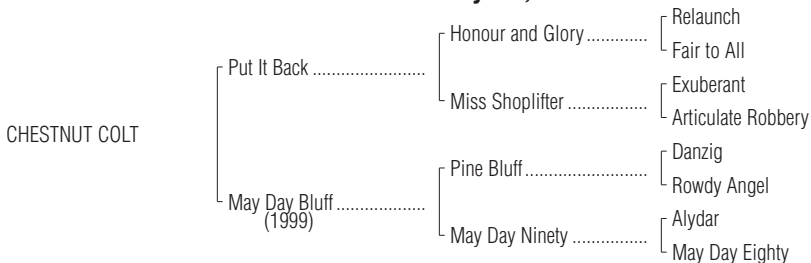 Relaunch
Honour and Glory .............
Fair to All
Put It Back ........................
Exuberant
Miss Shoplifter .................
Articulate Robbery
CHESTNUT COLT
Danzig
Pine Bluff..........................
Rowdy Angel
May Day Bluff ...................
(1999)
Alydar
May Day Ninety ................
May Day Eighty